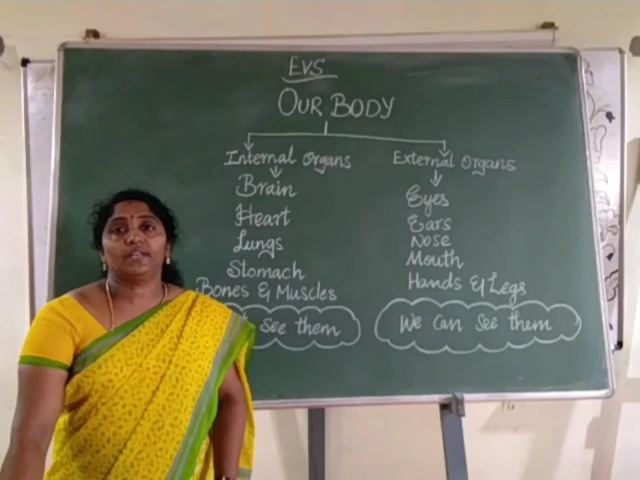 EVS
OUR BODY
Internal Organs
Brain
Heart
Lungs
Stomach
Bones & Muscles
see them
External Organs
Eyes
Ears
Nose
Mouth
Hands & Legs
We can see them